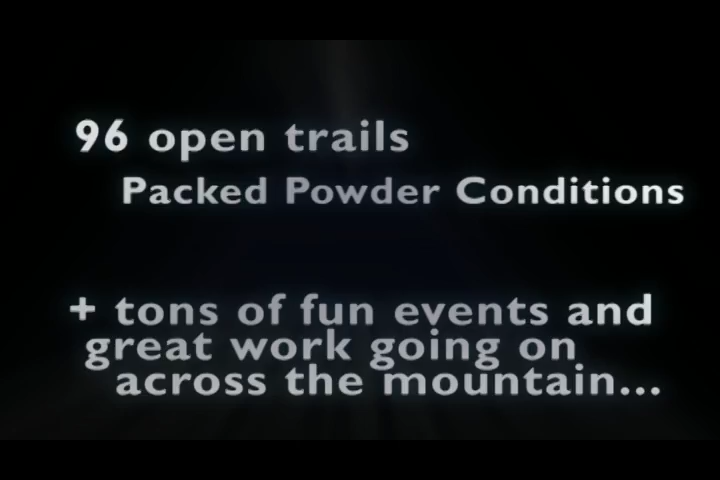 96 open trails
Packed Powder Conditions
+ tons of fun events and
great work going on
across the mountain...